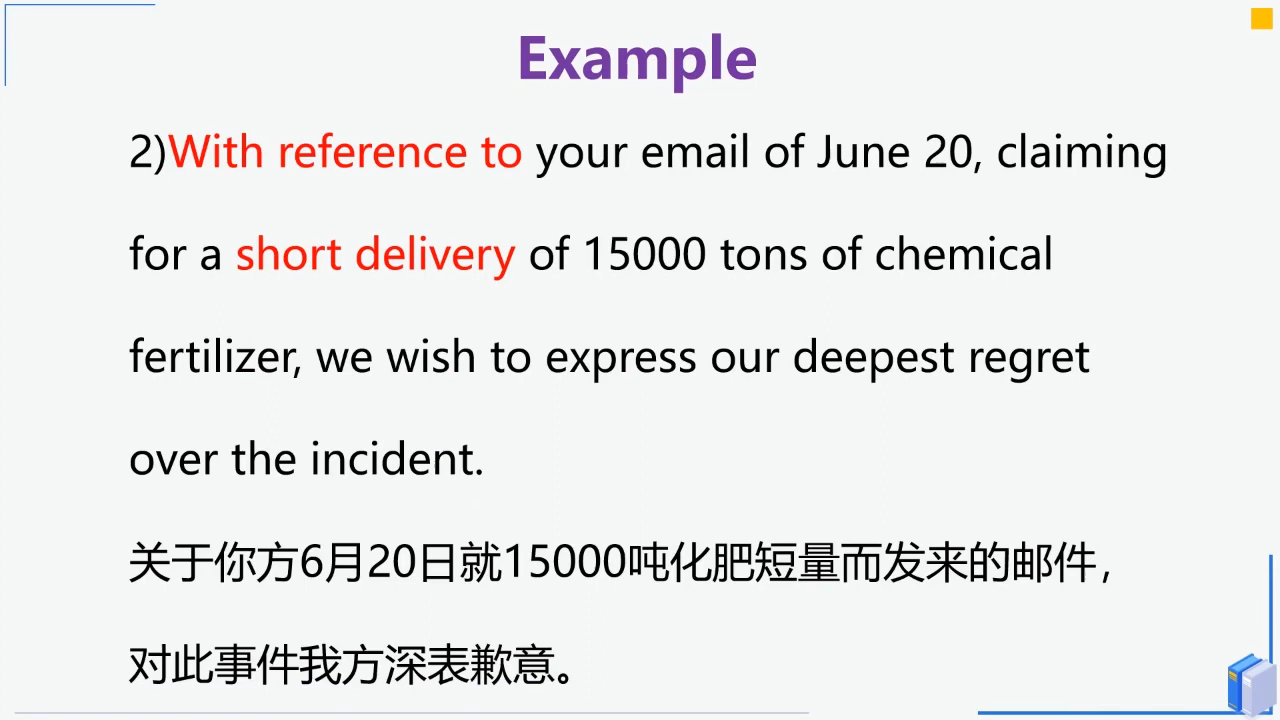 Example
2)With reference to your email of June 20, claiming
for a short delivery of 15000 tons of chemical
fertilizer, we wish to express our deepest regret
over the incident.
关于你方6月20日就15000吨化肥短量而发来的邮件，
对此事件我方深表歉意。